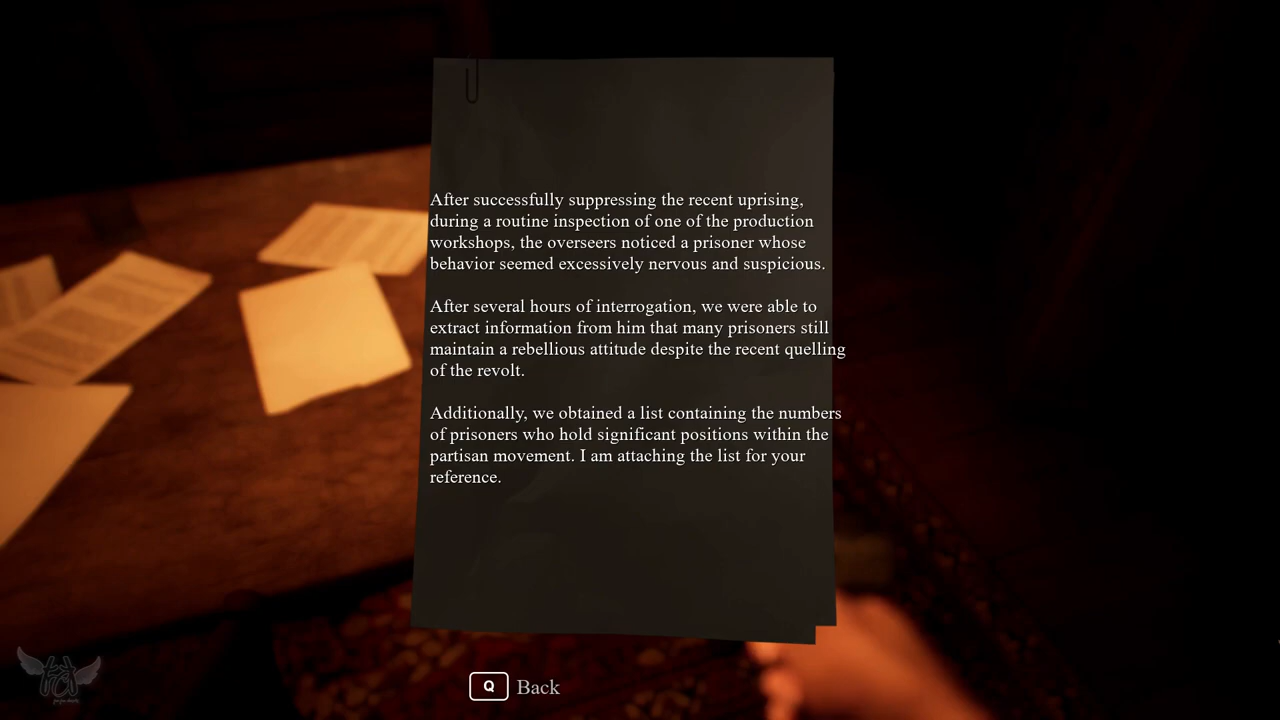 After successfully suppressing the recent uprising,
during a routine inspection of one of the production
workshops, the overseers noticed a prisoner whose
behavior seemed excessively nervous and suspicious.
After several hours of interrogation, we were able to
extract information from him that many prisoners still
maintain a rebellious attitude despite the recent quelling
of the revolt.
Additionally, we obtained a list containing the numbers
of prisoners who hold significant positions within the
partisan movement. I am attaching the list for your
reference.
Q Back